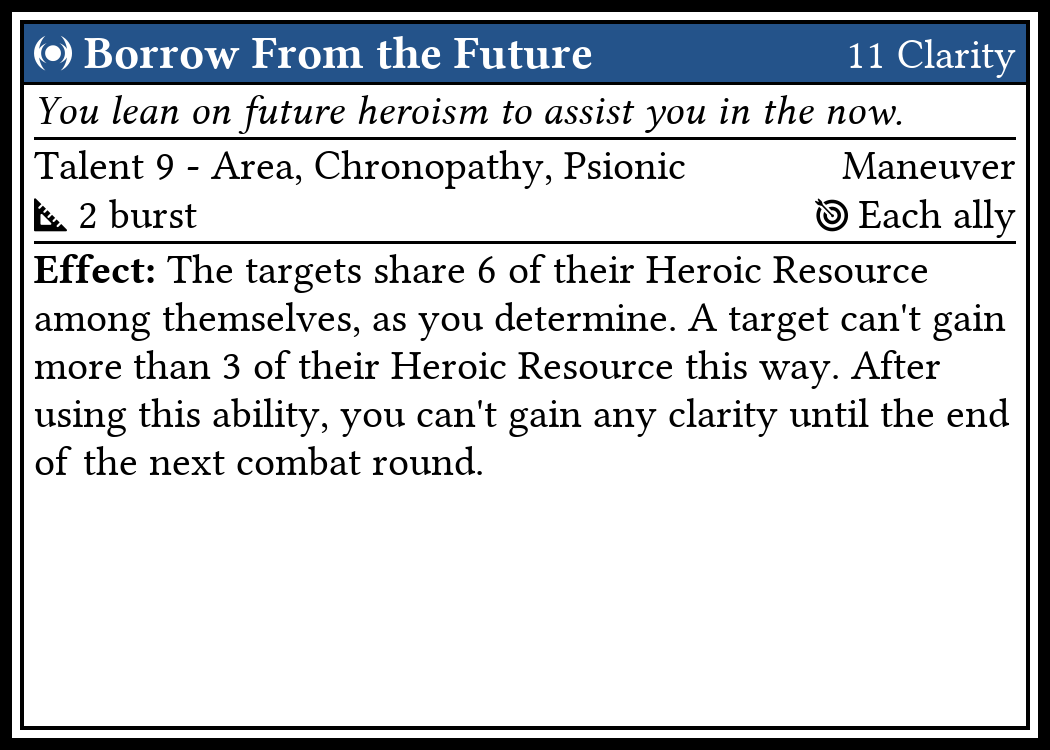 Borrow From the Future 11 Clarity
You lean on future heroism to assist you in the now.
Talent 9 - Area, Chronopathy, Psionic Maneuver
2 burst Each ally
Effect: The targets share 6 of their Heroic Resource
among themselves, as you determine. A target can't gain
more than 3 of their Heroic Resource this way. After
using this ability, you can't gain any clarity until the end
of the next combat round.